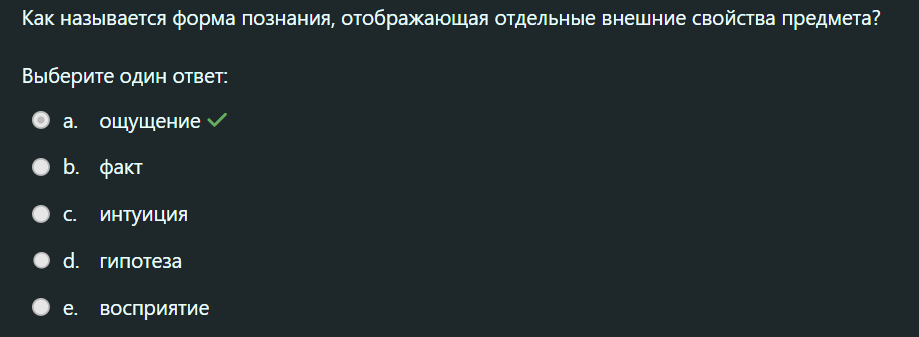 Как называется форма познания, отображающая отдельные внешние свойства предмета?
Выберите один ответ:
a. ощущение
b. факт
c. интуиция
d. гипотеза
e. восприятие